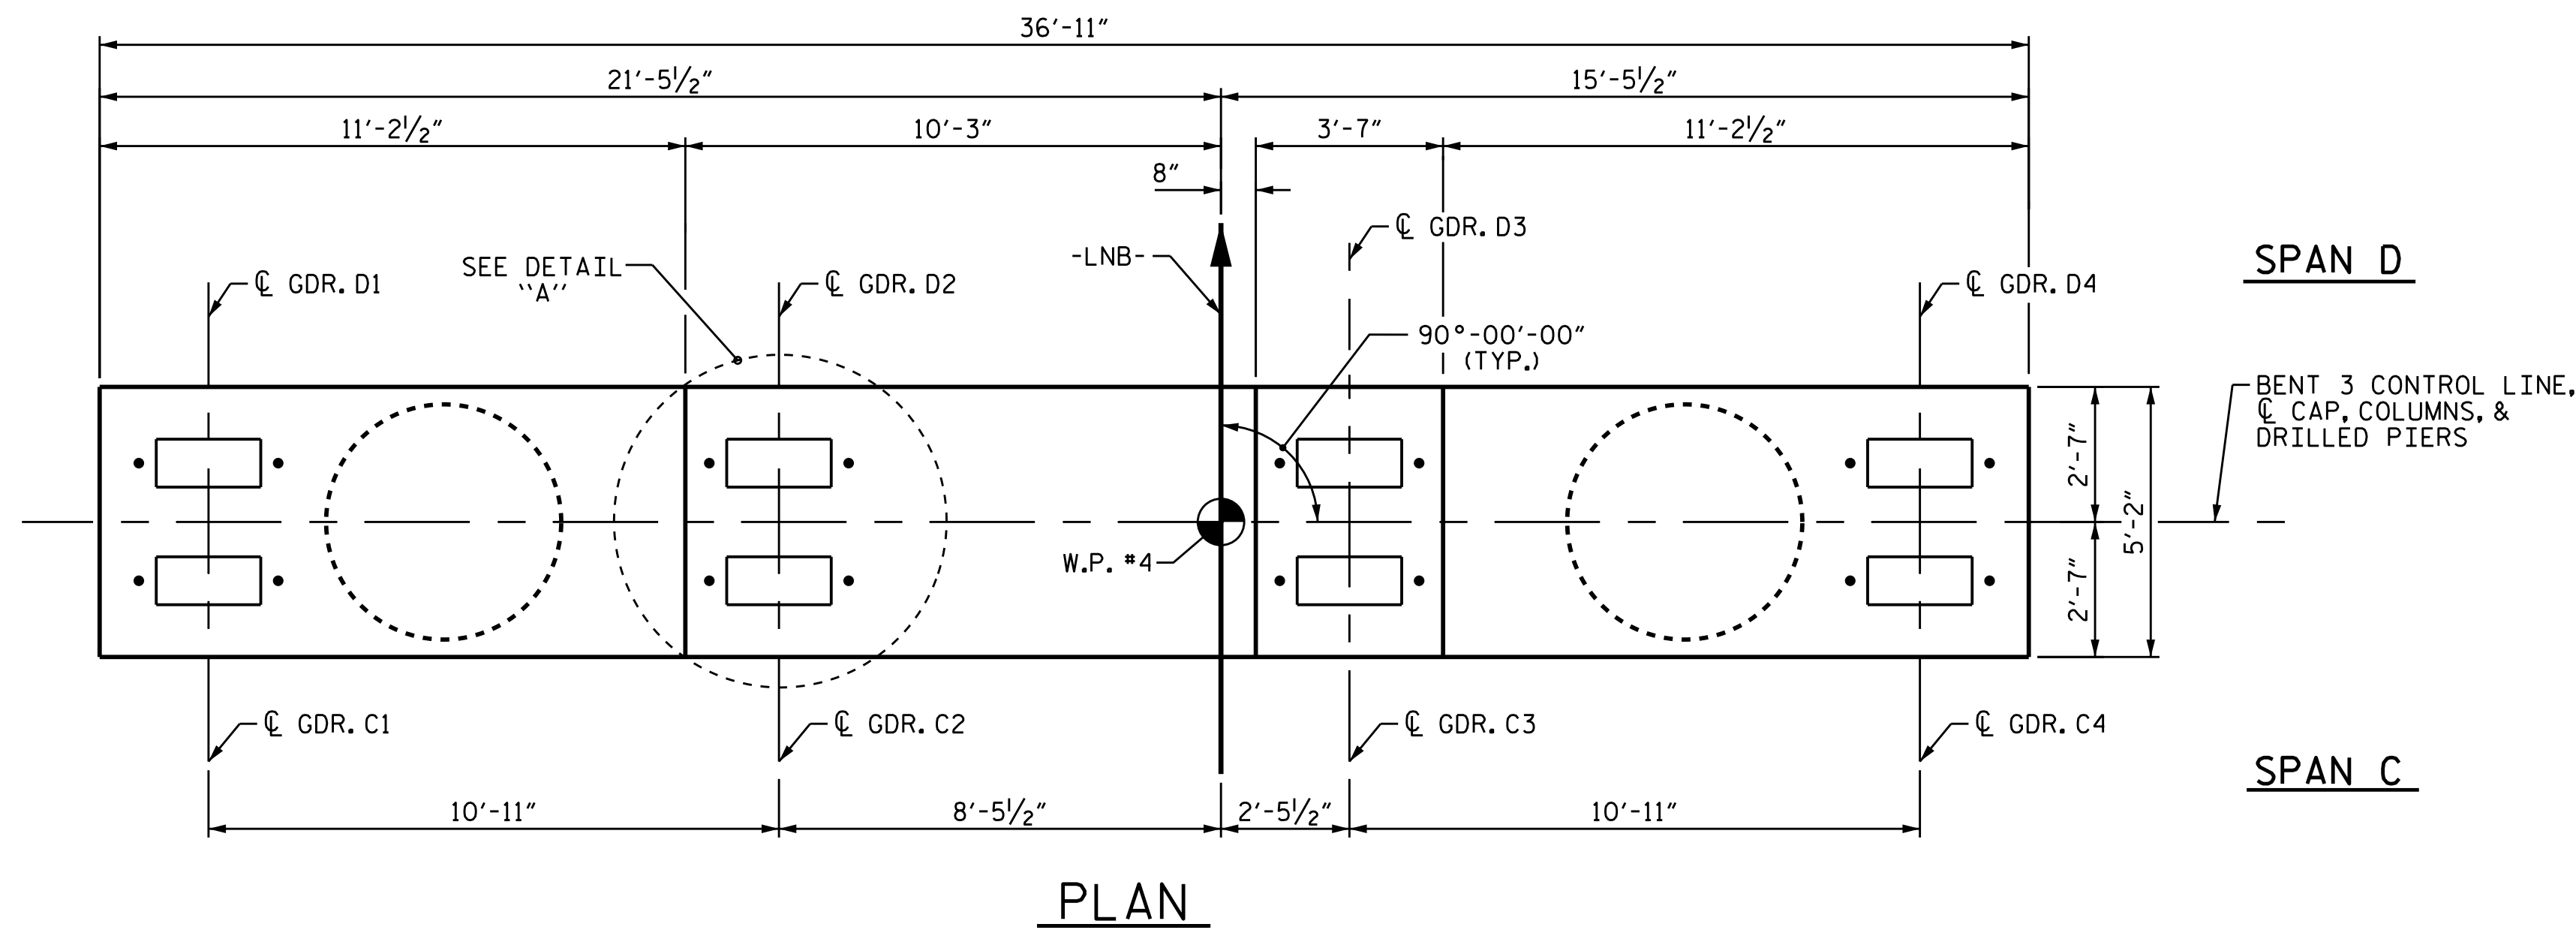 36'-11"
21'-5½"
15'-5½"
11'-2½"
10'-3"
3'-7"
11'-2½"
8"
℄ GDR. D3
-LNB-
SPAN D
SEE DETAIL
''A''
℄ GDR. D1
℄ GDR. D2
℄ GDR. D4
90°-00'-00"
(TYP.)
BENT 3 CONTROL LINE,
℄ CAP, COLUMNS, &
DRILLED PIERS
2'-7"
5'-2"
2'-7"
W.P. #4
℄ GDR. C1
℄ GDR. C2
℄ GDR. C3
℄ GDR. C4
SPAN C
10'-11"
8'-5½"
2'-5½"
10'-11"
PLAN